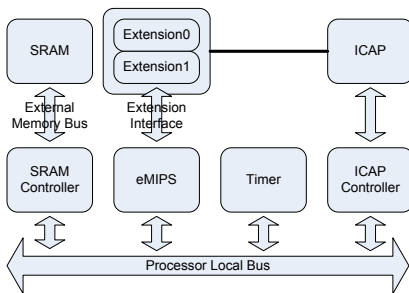 SRAM
Extension0
Extension1
ICAP
External
Memory Bus
Extension
Interface
SRAM
Controller
eMIPS
Timer
ICAP
Controller
Processor Local Bus